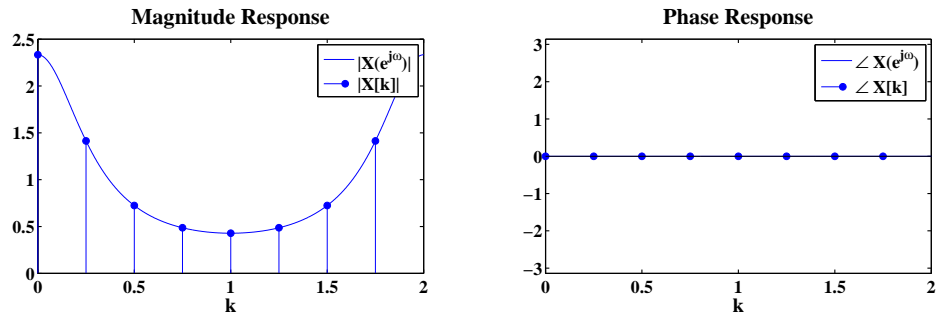 Magnitude Response
2.5
2
1.5
1
0.5
0
0 0.5 1 1.5 2
k
|X(e^{jω})|
|X[k]|
Phase Response
3
2
1
0
−1
−2
−3
0 0.5 1 1.5 2
k
∠ X(e^{jω})
∠ X[k]